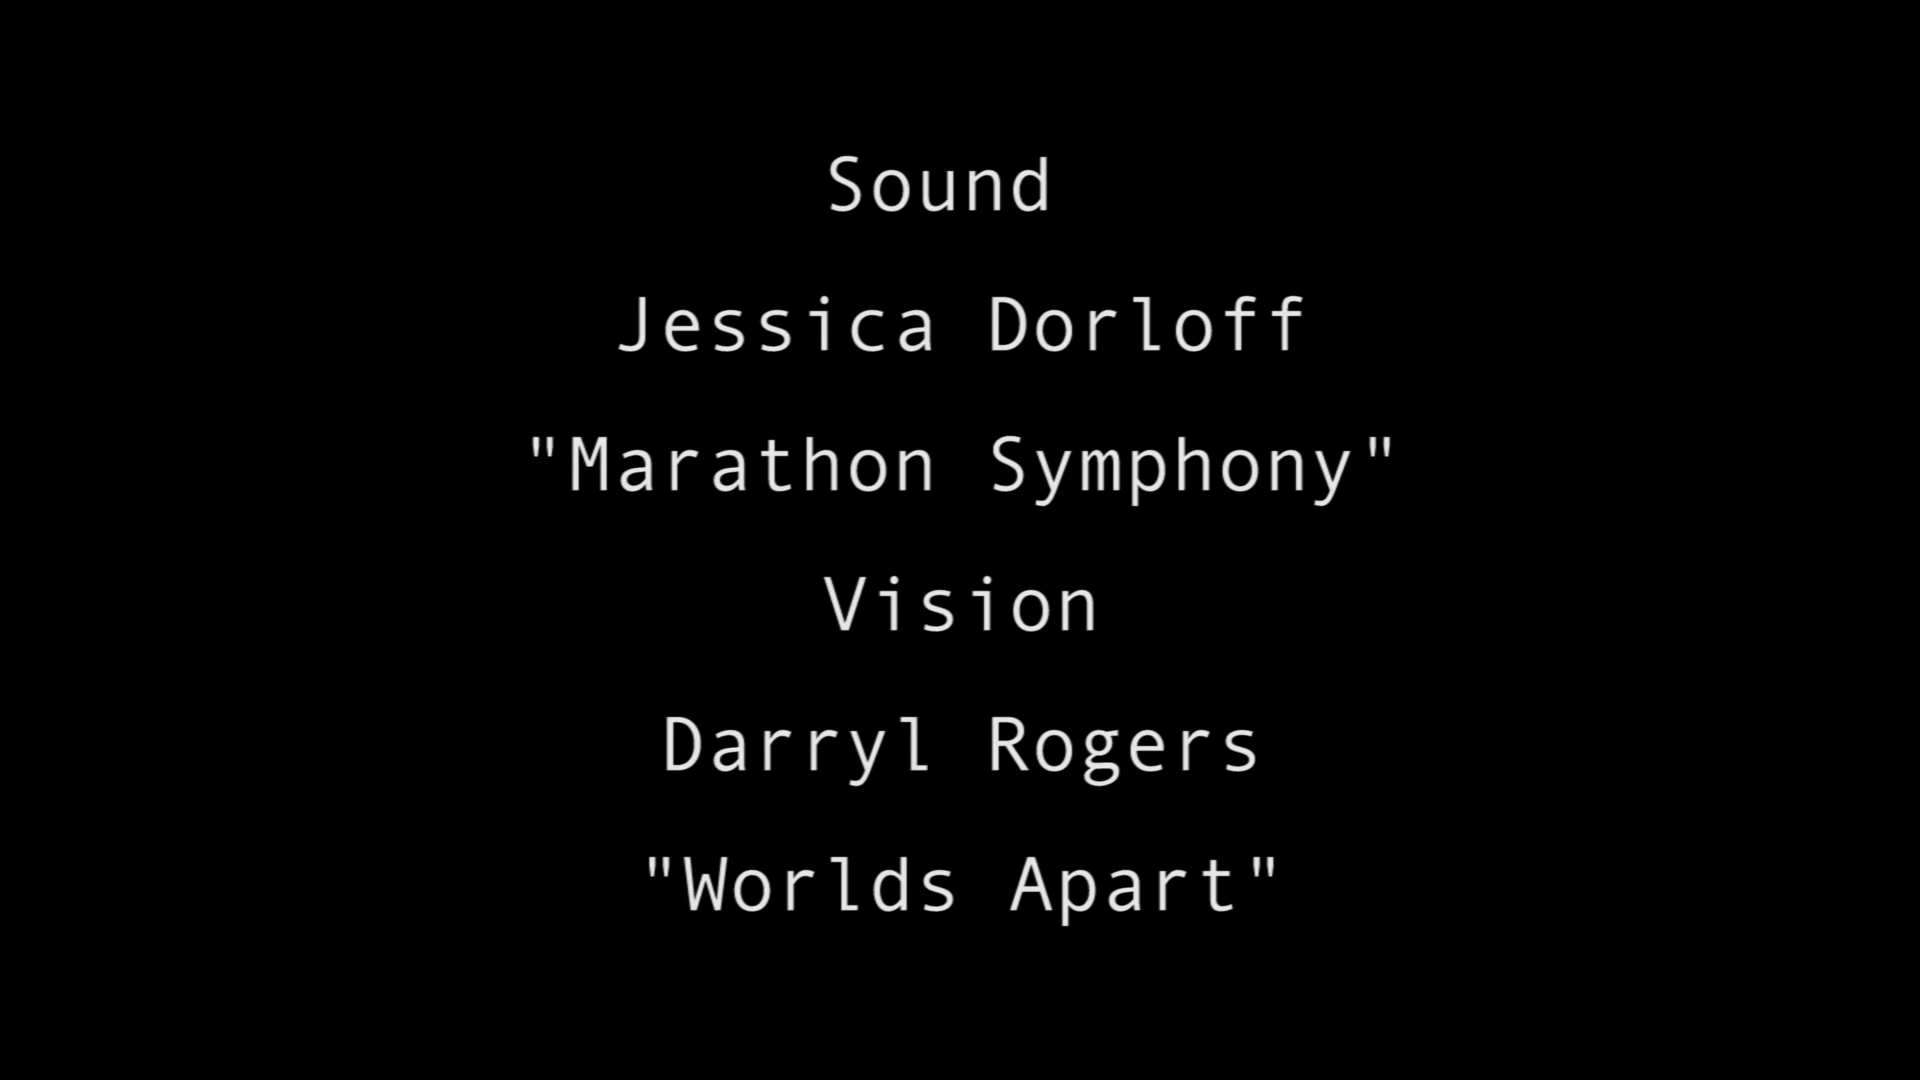 Sound
Jessica Dorloff
"Marathon Symphony"
Vision
Darryl Rogers
"Worlds Apart"